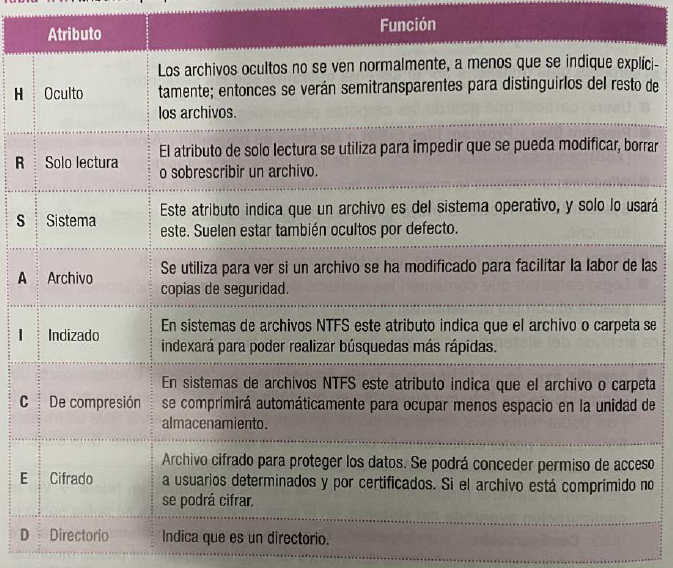 Atributo Función
Los archivos ocultos no se ven normalmente, a menos que se indique explíci-
H Oculto tamente; entonces se verán semitransparentes para distinguirlos del resto de
los archivos.
R Solo lectura El atributo de solo lectura se utiliza para impedir que se pueda modificar, borrar
o sobrescribir un archivo.
S Sistema Este atributo indica que un archivo es del sistema operativo, y solo lo usará
este. Suelen estar también ocultos por defecto.
A Archivo Se utiliza para ver si un archivo se ha modificado para facilitar la labor de las
copias de seguridad.
I Indizado En sistemas de archivos NTFS este atributo indica que el archivo o carpeta se
indexará para poder realizar búsquedas más rápidas.
En sistemas de archivos NTFS este atributo indica que el archivo o carpeta
C De compresión se comprimirá automáticamente para ocupar menos espacio en la unidad de
almacenamiento.
Archivo cifrado para proteger los datos. Se podrá conceder permiso de acceso
E Cifrado a usuarios determinados y por certificados. Si el archivo está comprimido no
se podrá cifrar.
D Directorio Indica que es un directorio.